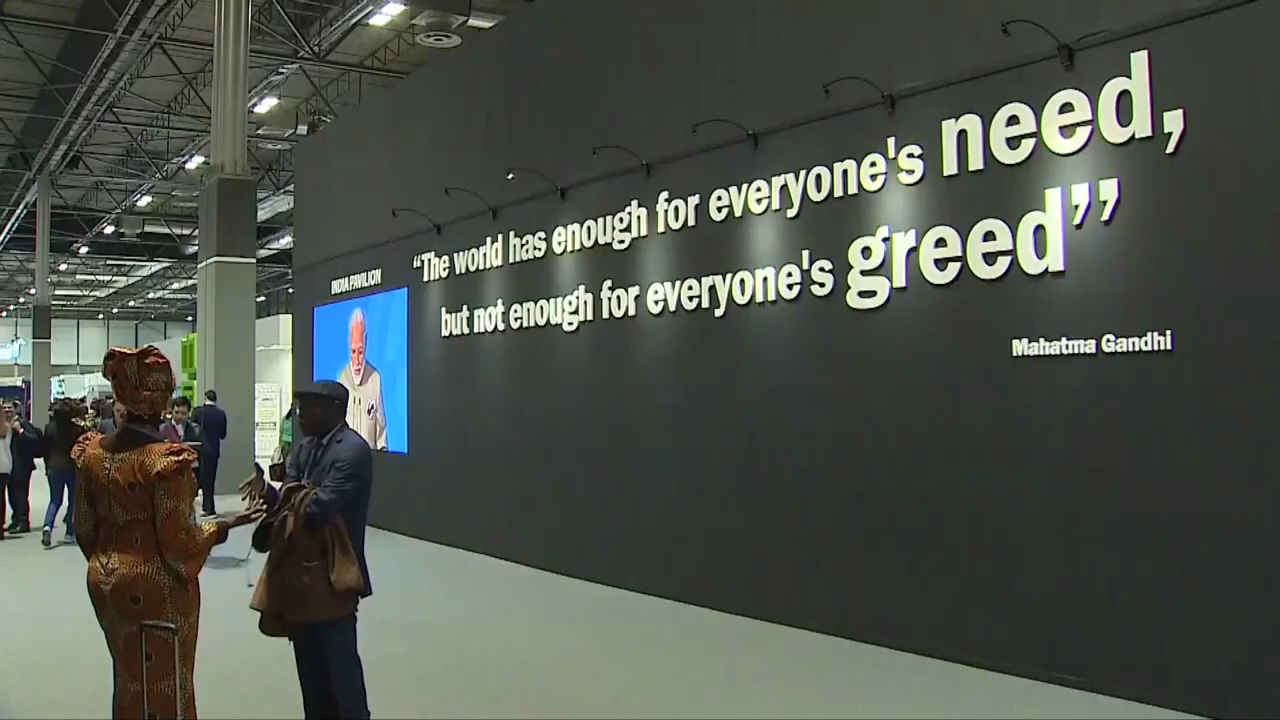 INDIA PAVILION
“The world has enough for everyone's need,
but not enough for everyone's greed”
Mahatma Gandhi